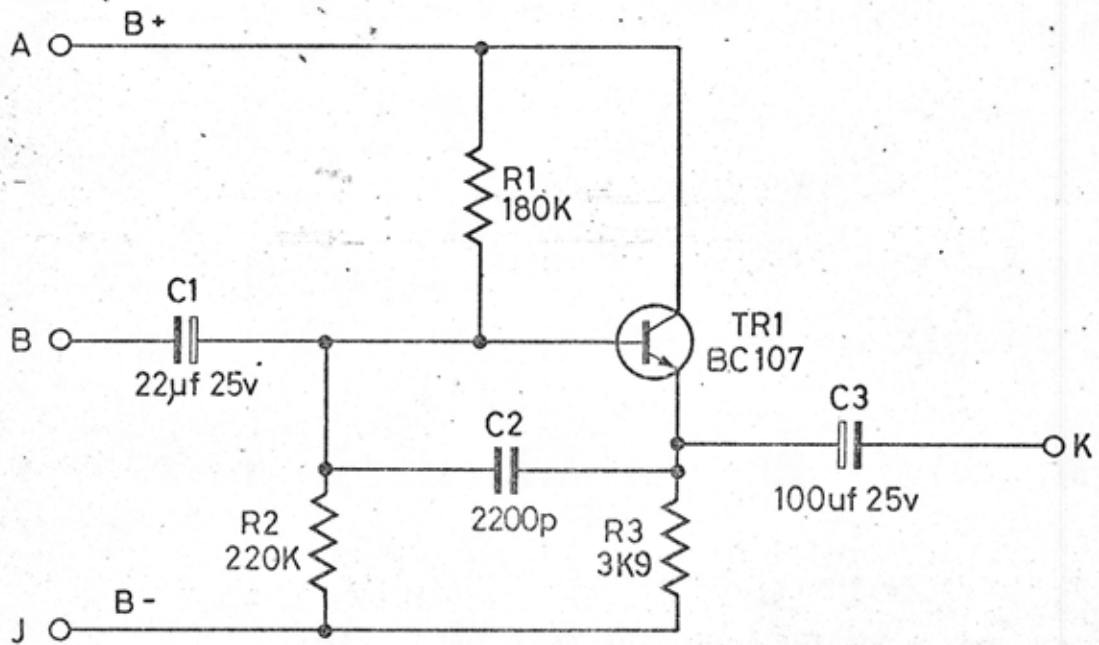 B+
A
R1
180K
C1
B
22µf 25v
TR1
BC107
C2
2200p
C3
K
100uf 25v
R2
220K
R3
3K9
B-
J